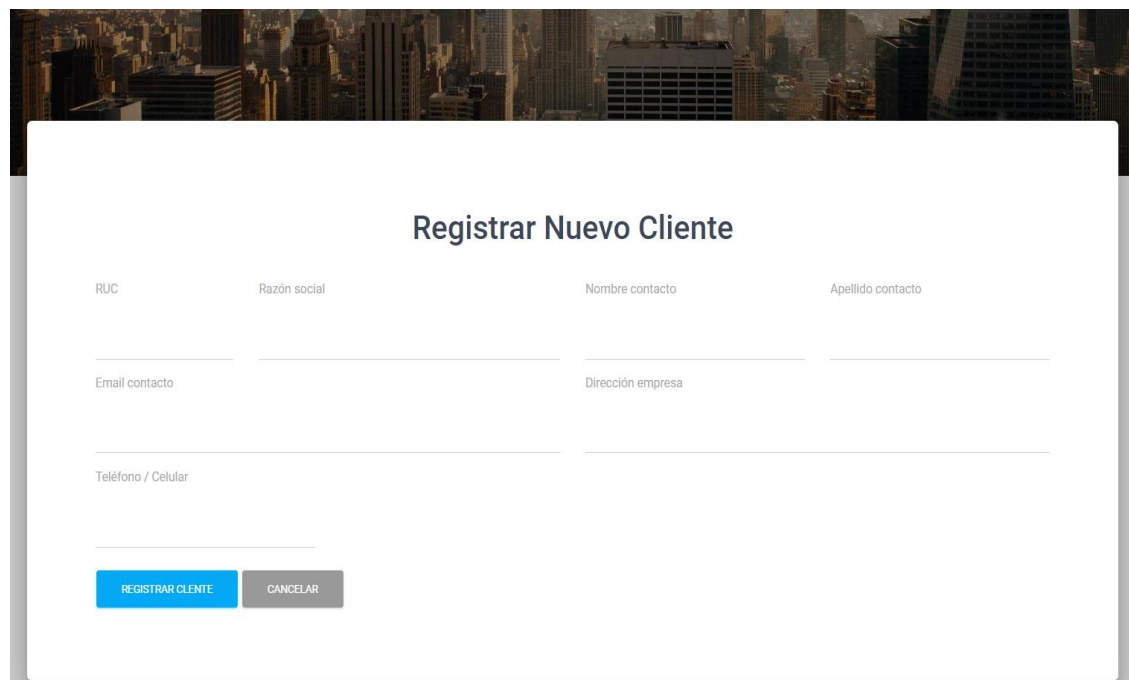 Registrar Nuevo Cliente
RUC Razón social Nombre contacto Apellido contacto
Email contacto Dirección empresa
Teléfono / Celular
REGISTRAR CLENTE CANCELAR